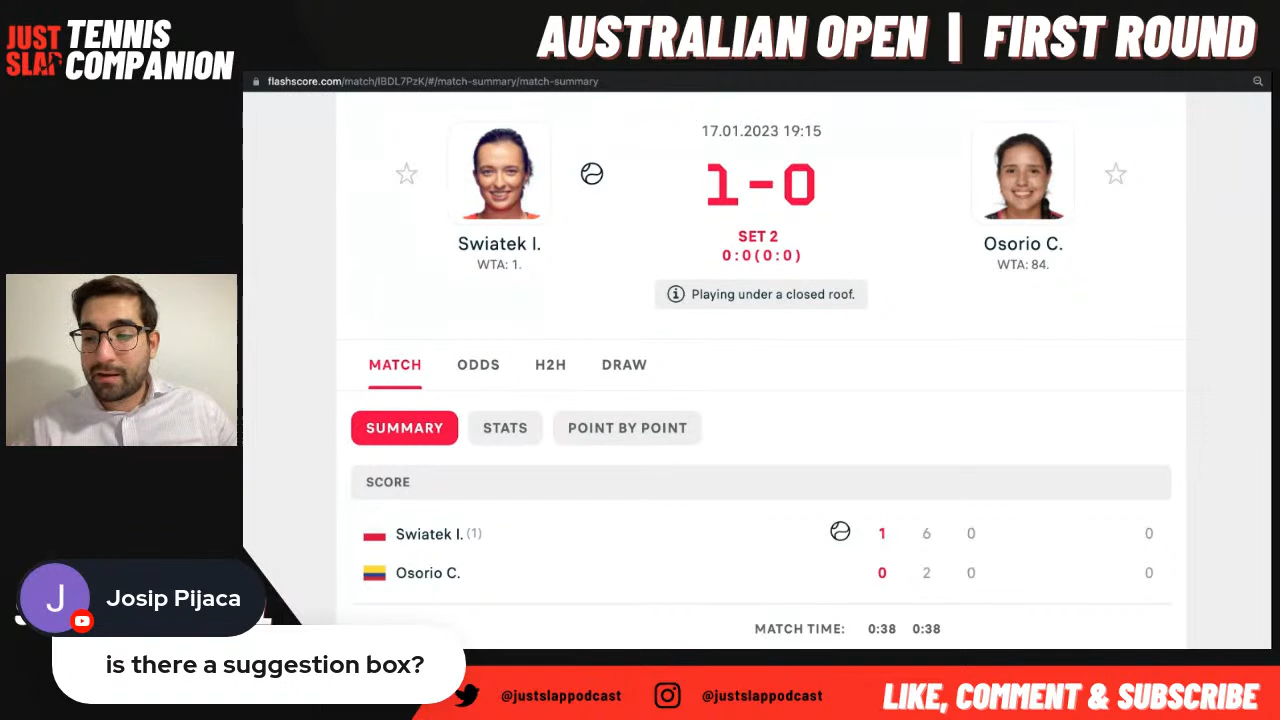 JUST TENNIS
SLAP COMPANION
AUSTRALIAN OPEN | FIRST ROUND
flashscore.com/match/lBDL7PzK/#/match-summary/match-summary
17.01.2023 19:15
1-0
SET 2
0:0(0:0)
Swiatek I.
WTA: 1.
Osorio C.
WTA: 84.
Playing under a closed roof.
MATCH ODDS H2H DRAW
SUMMARY STATS POINT BY POINT
SCORE
Swiatek I. (1) 1 6 0 0
Osorio C. 0 2 0 0
MATCH TIME: 0:38 0:38
J Josip Pijaca
is there a suggestion box?
@justslappodcast @justslappodcast LIKE, COMMENT & SUBSCRIBE